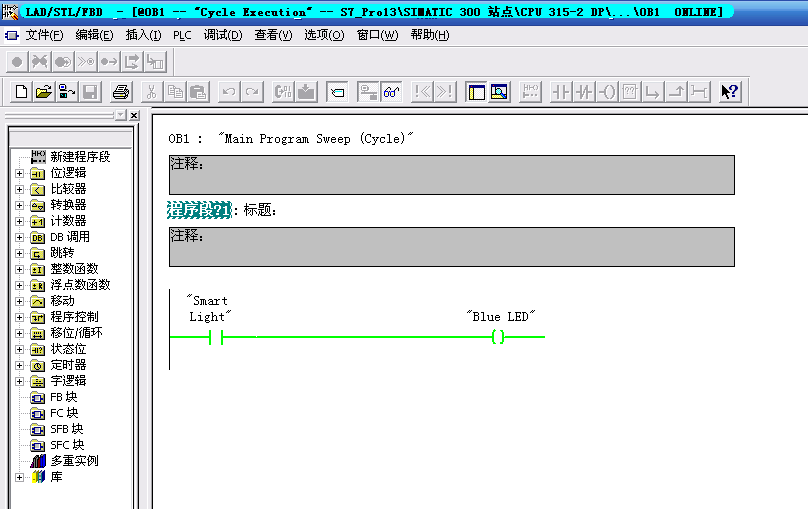 LAD/STL/FBD - [@OB1 -- "Cycle Execution" -- S7_Pro13\SIMATIC 300 站点\CPU 315-2 DP\...\OB1 ONLINE]
文件(F) 编辑(E) 插入(I) PLC 调试(D) 查看(V) 选项(O) 窗口(W) 帮助(H)
新建程序段
位逻辑
比较器
转换器
计数器
DB 调用
跳转
整数函数
浮点数函数
移动
程序控制
移位/循环
状态位
定时器
字逻辑
FB 块
FC 块
SFB 块
SFC 块
多重实例
库
OB1 : "Main Program Sweep (Cycle)"
注释:
程序段?1: 标题:
注释:
"Smart
Light"
"Blue LED"